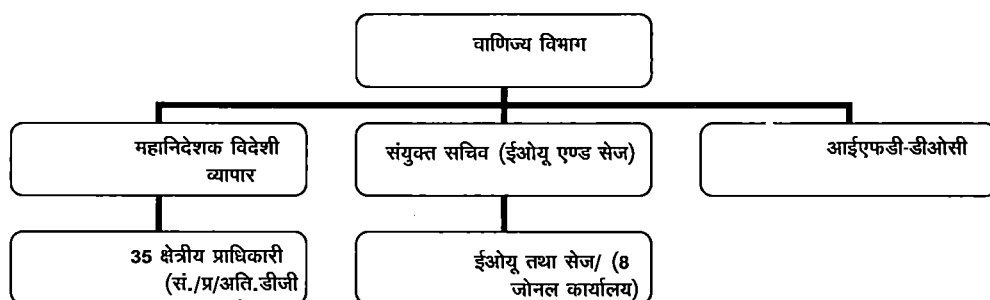 वाणिज्य विभाग
महानिदेशक विदेशी
व्यापार
संयुक्त सचिव (ईओयू एण्ड सेज)
आईएफडी-डीओसी
35 क्षेत्रीय प्राधिकारी
(सं./प्र/अति.डीजी
ईओयू तथा सेज/ (8
जोनल कार्यालय)